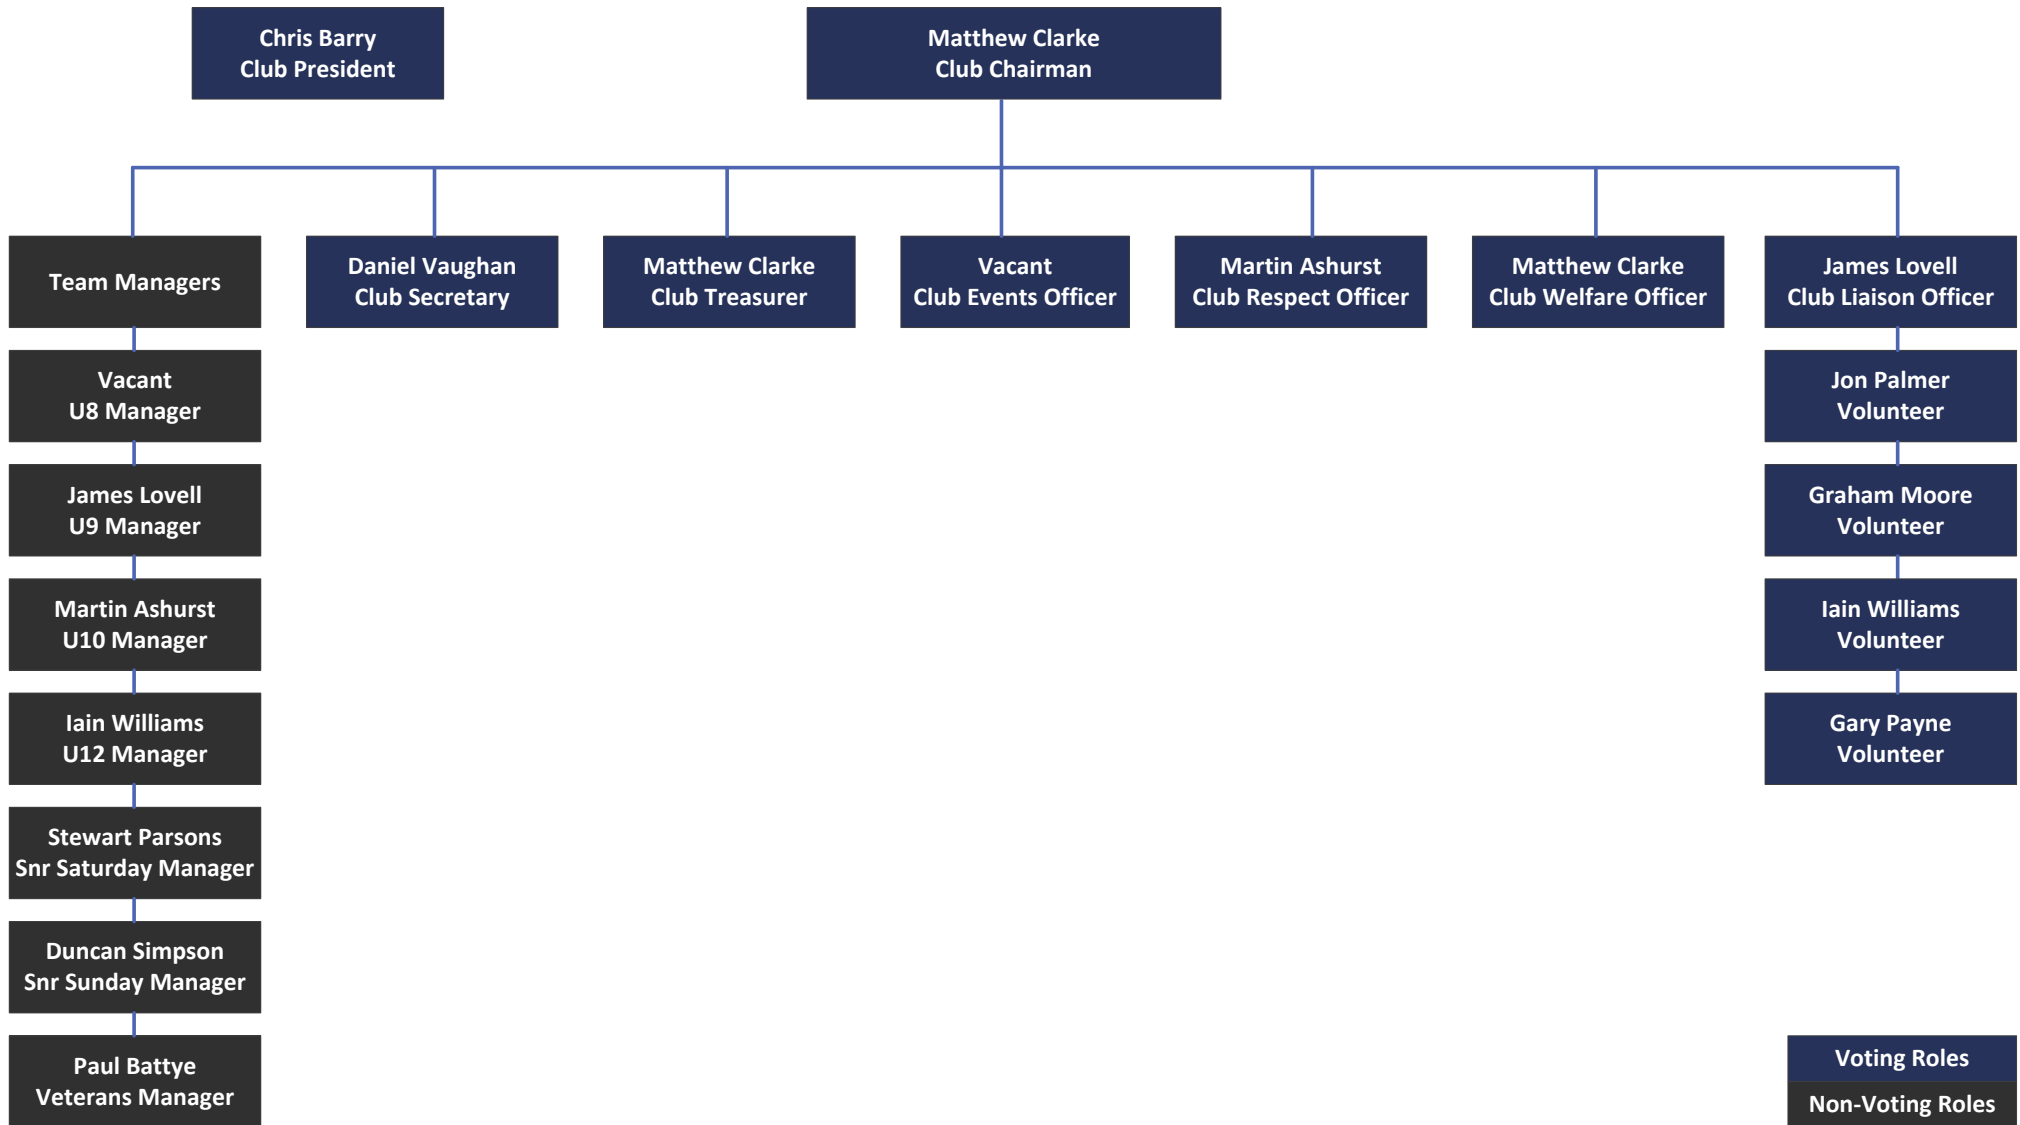 Chris Barry
Club President
Matthew Clarke
Club Chairman
Team Managers
Daniel Vaughan
Club Secretary
Matthew Clarke
Club Treasurer
Vacant
Club Events Officer
Martin Ashurst
Club Respect Officer
Matthew Clarke
Club Welfare Officer
James Lovell
Club Liaison Officer
Vacant
U8 Manager
James Lovell
U9 Manager
Martin Ashurst
U10 Manager
Iain Williams
U12 Manager
Stewart Parsons
Snr Saturday Manager
Duncan Simpson
Snr Sunday Manager
Paul Battye
Veterans Manager
Jon Palmer
Volunteer
Graham Moore
Volunteer
Iain Williams
Volunteer
Gary Payne
Volunteer
Voting Roles
Non-Voting Roles